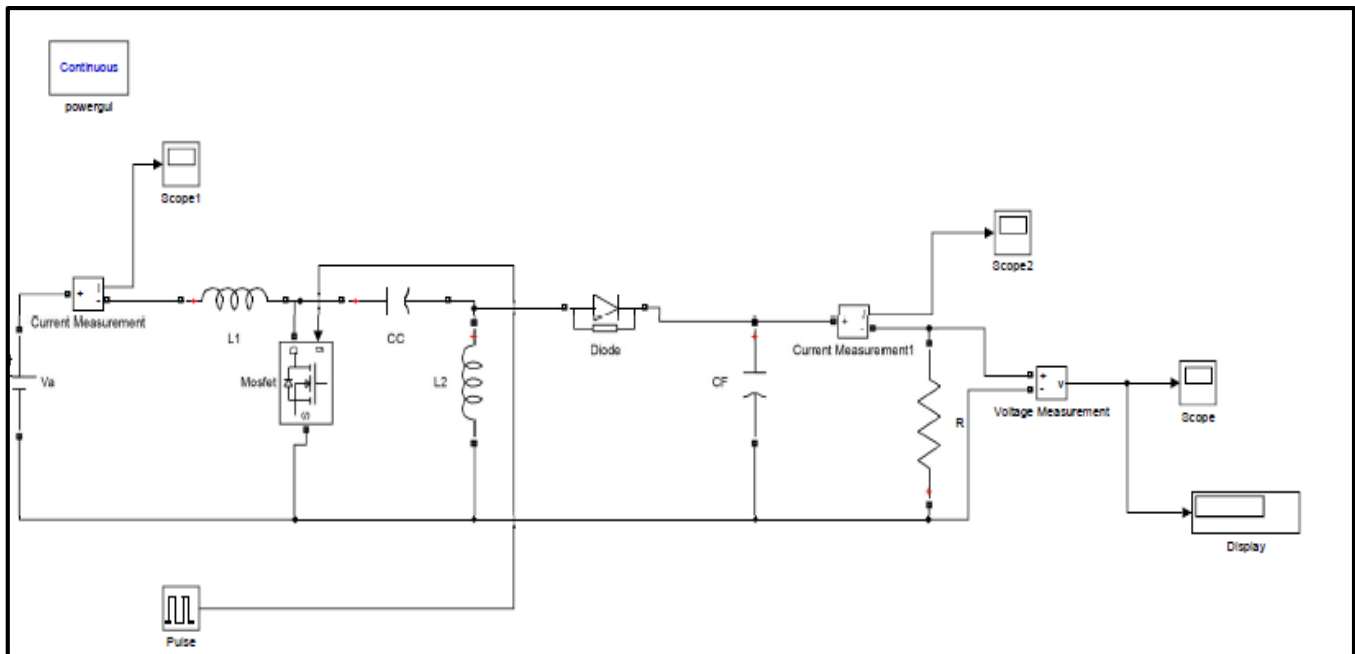 Continuous
powergui
Scope1
Scope2
Current Measurement
L1
CC
Diode
Current Measurement1
Va
Mosfet
L2
CF
R
Voltage Measurement
Scope
Display
Pulse